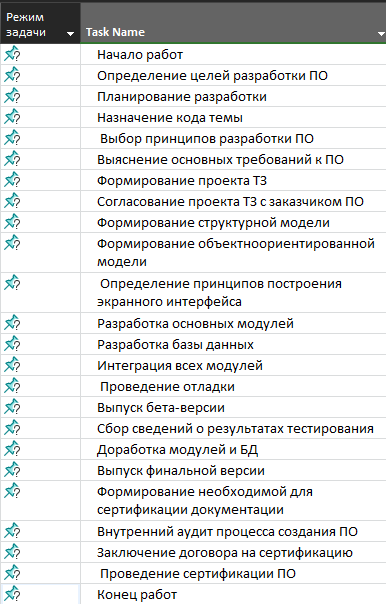 Режим
задачи
Task Name
Начало работ
Определение целей разработки ПО
Планирование разработки
Назначение кода темы
Выбор принципов разработки ПО
Выяснение основных требований к ПО
Формирование проекта ТЗ
Согласование проекта ТЗ с заказчиком ПО
Формирование структурной модели
Формирование объектноориентированной
модели
Определение принципов построения
экранного интерфейса
Разработка основных модулей
Разработка базы данных
Интеграция всех модулей
Проведение отладки
Выпуск бета-версии
Сбор сведений о результатах тестирования
Доработка модулей и БД
Выпуск финальной версии
Формирование необходимой для
сертификации документации
Внутренний аудит процесса создания ПО
Заключение договора на сертификацию
Проведение сертификации ПО
Конец работ